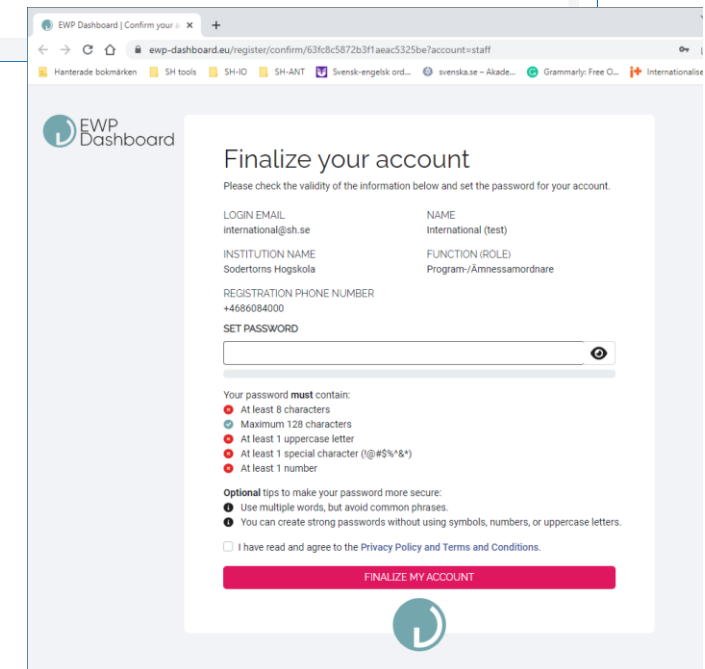 EWP Dashboard | Confirm your a
ewp-dashboard.eu/register/confirm/63fc8c5872b3f1aeac5325be?account=staff
Hanterade bokmärken SH tools SH-IO SH-ANT Svensk-engelsk ord... svenska.se – Akade... Grammarly: Free O... Internationalise
EWP
Dashboard
Finalize your account
Please check the validity of the information below and set the password for your account.
LOGIN EMAIL NAME
international@sh.se International (test)
INSTITUTION NAME FUNCTION (ROLE)
Sodertorns Hogskola Program-/Ämnessamordnare
REGISTRATION PHONE NUMBER
+4686084000
SET PASSWORD
Your password must contain:
At least 8 characters
Maximum 128 characters
At least 1 uppercase letter
At least 1 special character (!@#$%^&*)
At least 1 number
Optional tips to make your password more secure:
Use multiple words, but avoid common phrases.
You can create strong passwords without using symbols, numbers, or uppercase letters.
I have read and agree to the Privacy Policy and Terms and Conditions.
FINALIZE MY ACCOUNT